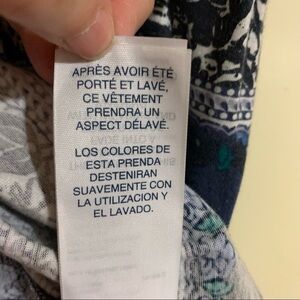 APRÈS AVOIR ÉTÉ
PORTÉ ET LAVÉ,
CE VÊTEMENT
PRENDRA UN
ASPECT DÉLAVÉ.
LOS COLORES DE
ESTA PRENDA
DESTENIRAN
SUAVEMENTE CON
LA UTILIZACION Y
EL LAVADO.